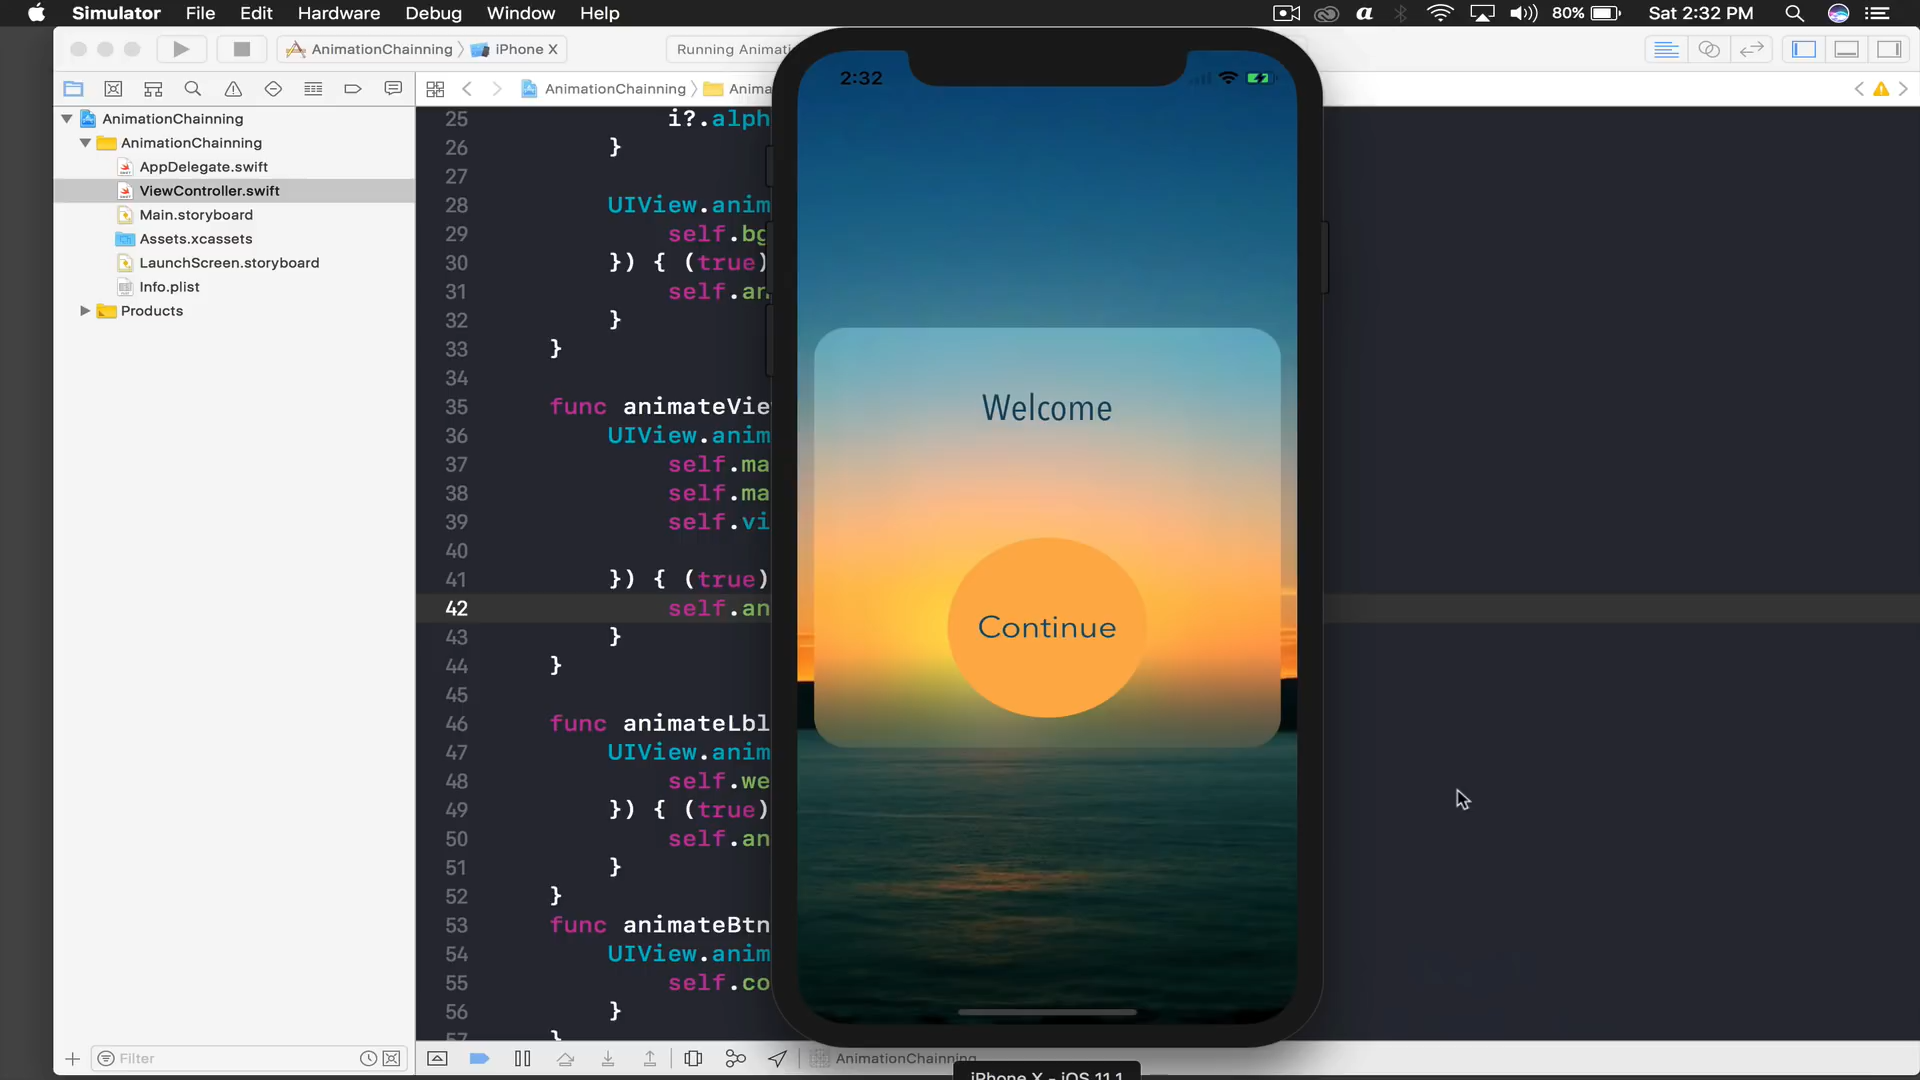 Simulator File Edit Hardware Debug Window Help a 80% Sat 2:32 PM
AnimationChainning iPhone X Running Animati
AnimationChainning Anima
AnimationChainning
AnimationChainning
AppDelegate.swift
ViewController.swift
Main.storyboard
Assets.xcassets
LaunchScreen.storyboard
Info.plist
Products
25 i?.alph
26 }
27
28 UIView.anim
29 self.bg
30 }) { (true)
31 self.an
32 }
33 }
34
35 func animateVie
36 UIView.anim
37 self.ma
38 self.ma
39 self.vi
40
41 }) { (true)
42 self.an
43 }
44 }
45
46 func animateLbl
47 UIView.anim
48 self.we
49 }) { (true)
50 self.an
51 }
52 }
53 func animateBtn
54 UIView.anim
55 self.co
56 }
57 }
2:32
Welcome
Continue
Filter
AnimationChainning
iPhone X - iOS 11.1